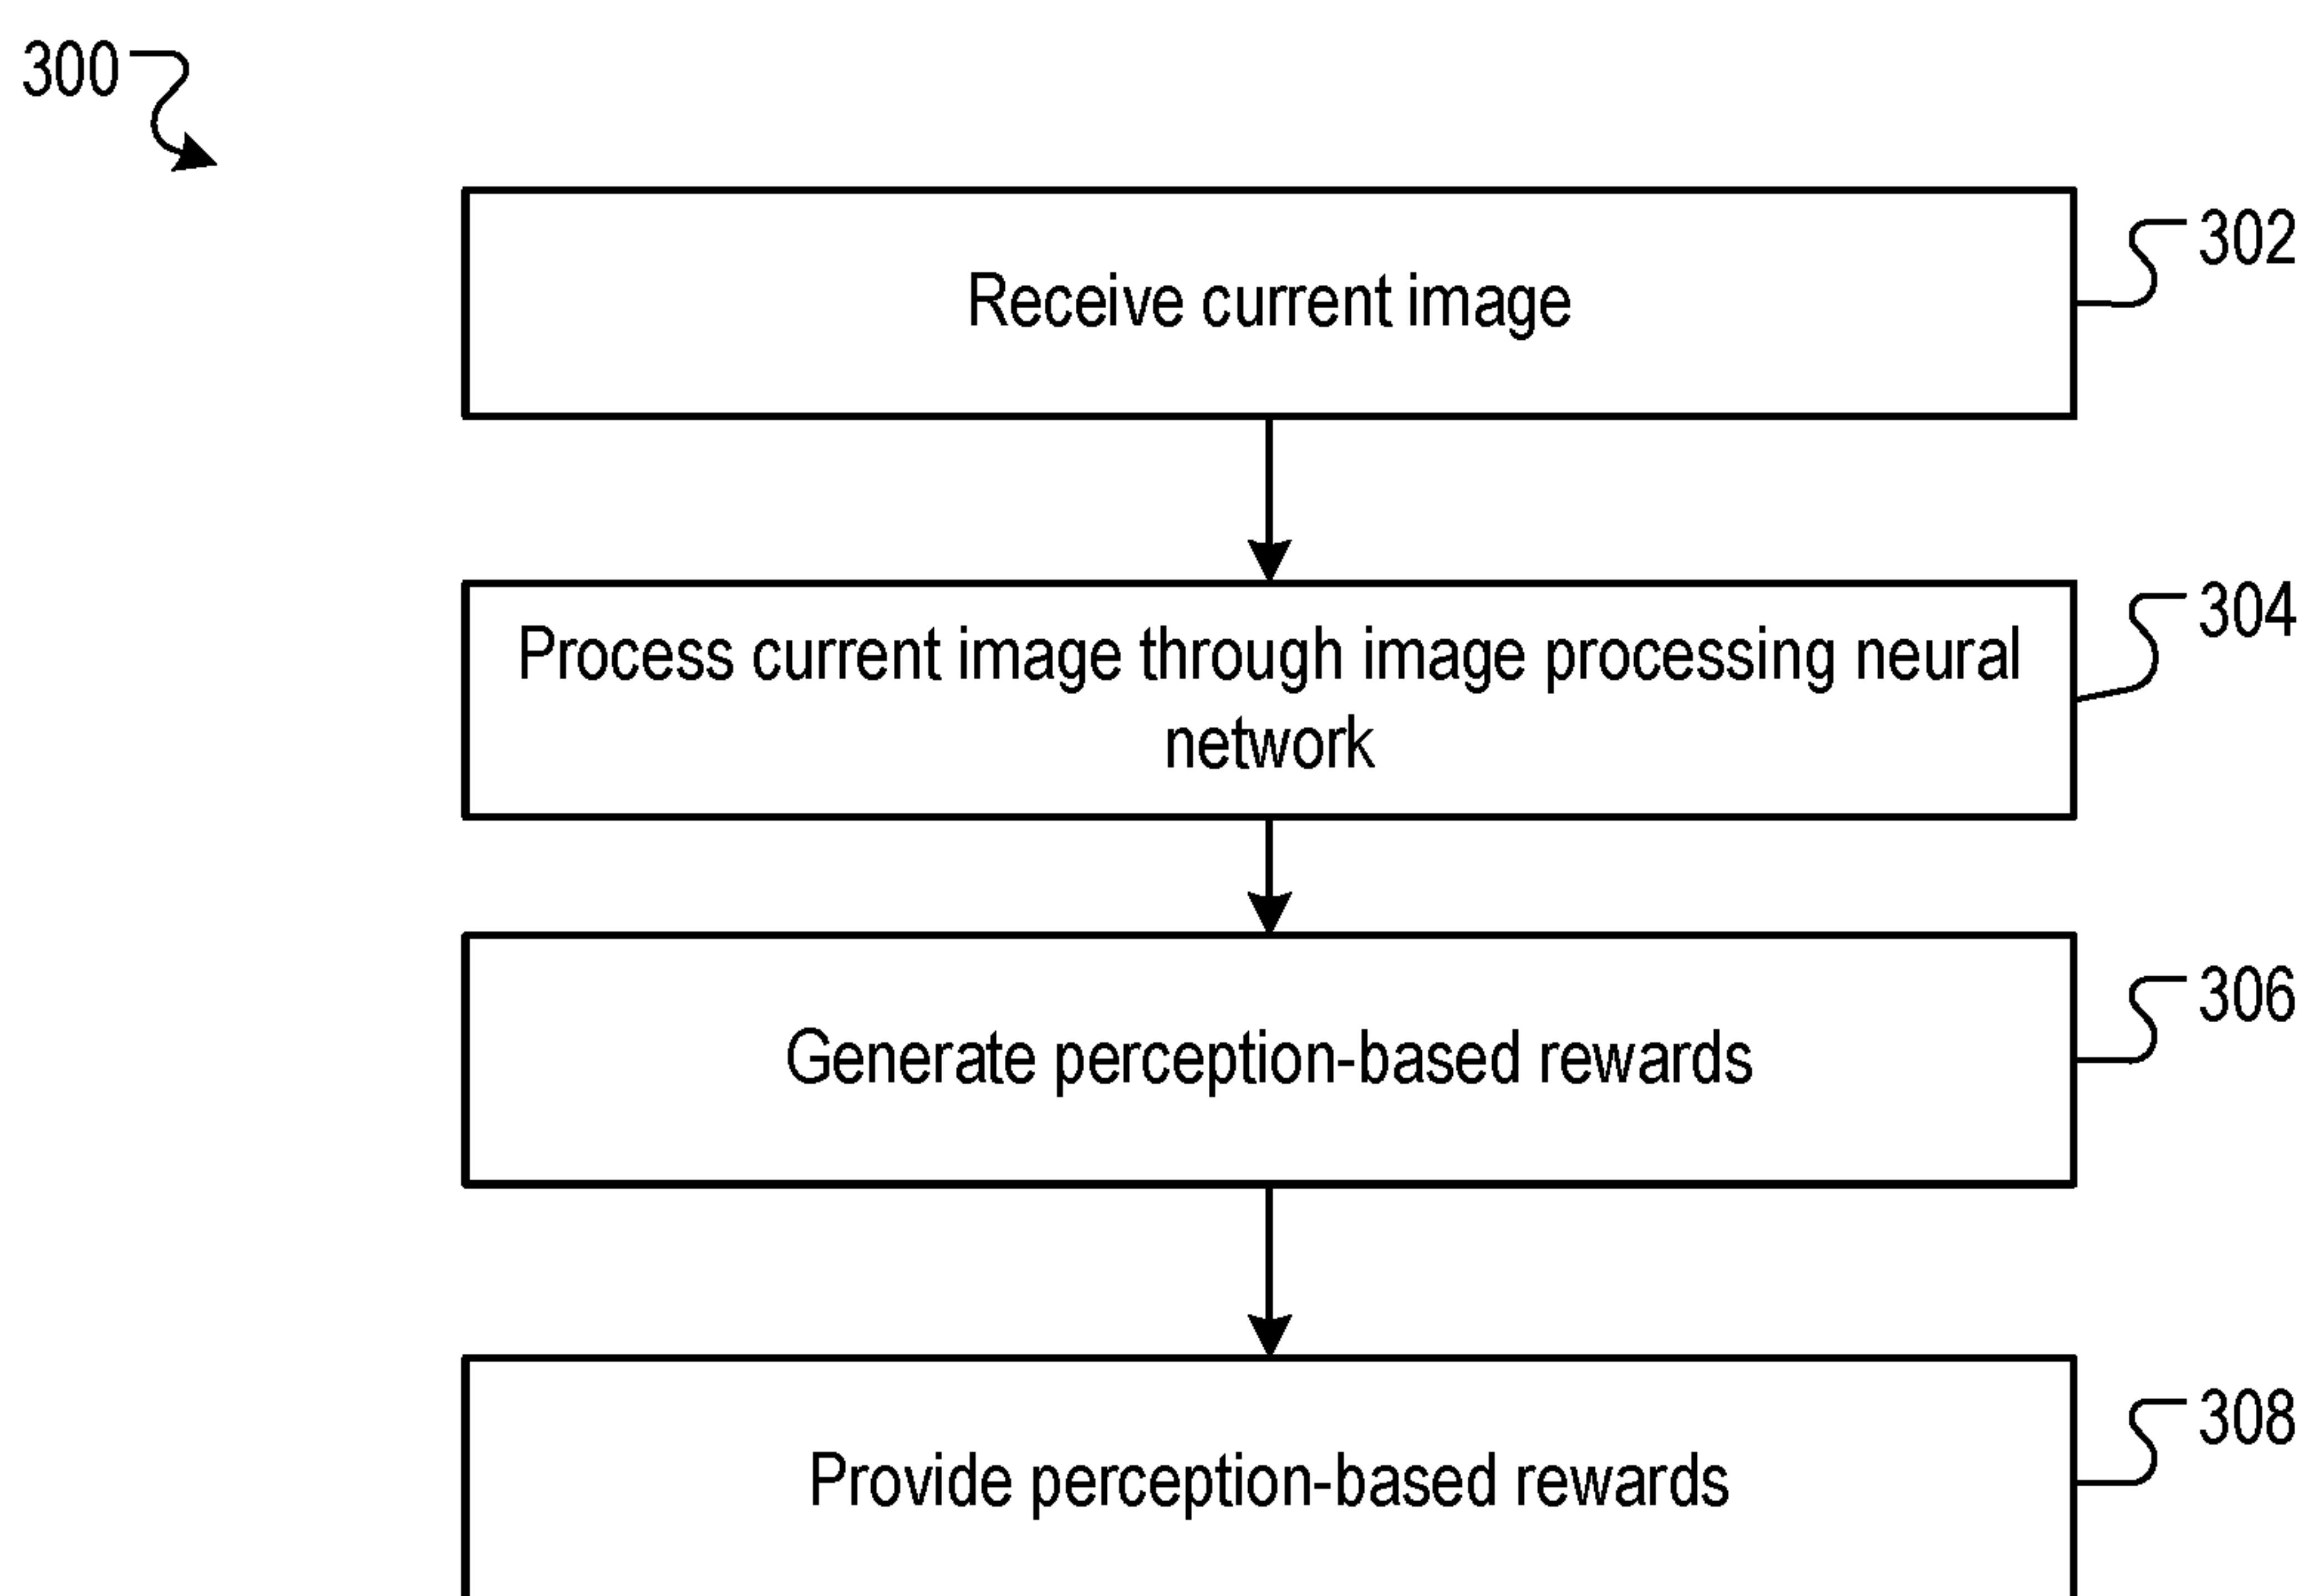 300
302
Receive current image
304
Process current image through image processing neural
network
306
Generate perception-based rewards
308
Provide perception-based rewards